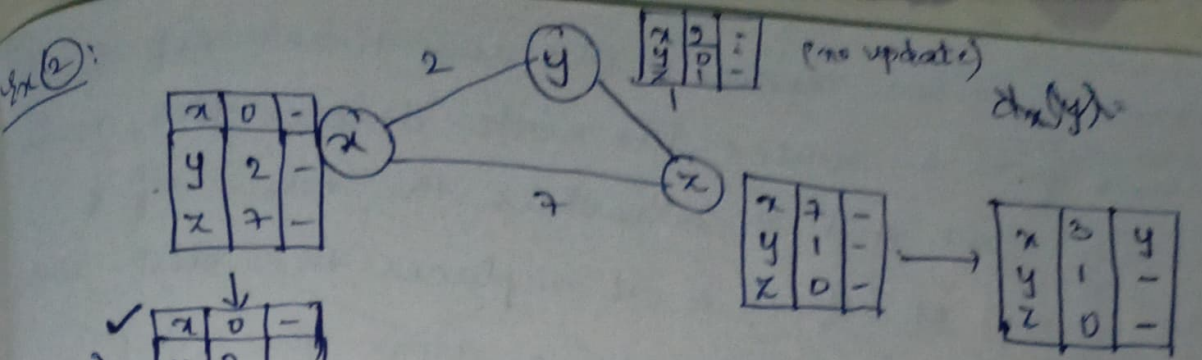 Ex ②:
2
y
x 2 -
y 0 -
z 1 -
(no update)
1
dx(y)=
x 0 -
y 2 -
z 7 -
x
7
z
x 7 -
y 1 -
z 0 -
x 3 y
y 1 -
z 0 -
✓ x 0 -